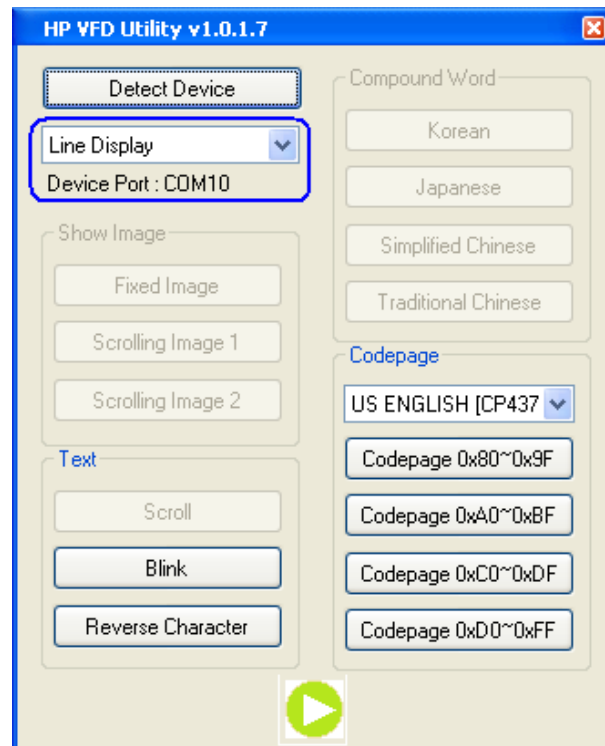 HP VFD Utility v1.0.1.7
Detect Device
Line Display
Device Port : COM10
Show Image
Fixed Image
Scrolling Image 1
Scrolling Image 2
Text
Scroll
Blink
Reverse Character
Compound Word
Korean
Japanese
Simplified Chinese
Traditional Chinese
Codepage
US ENGLISH [CP437
Codepage 0x80~0x9F
Codepage 0xA0~0xBF
Codepage 0xC0~0xDF
Codepage 0xD0~0xFF